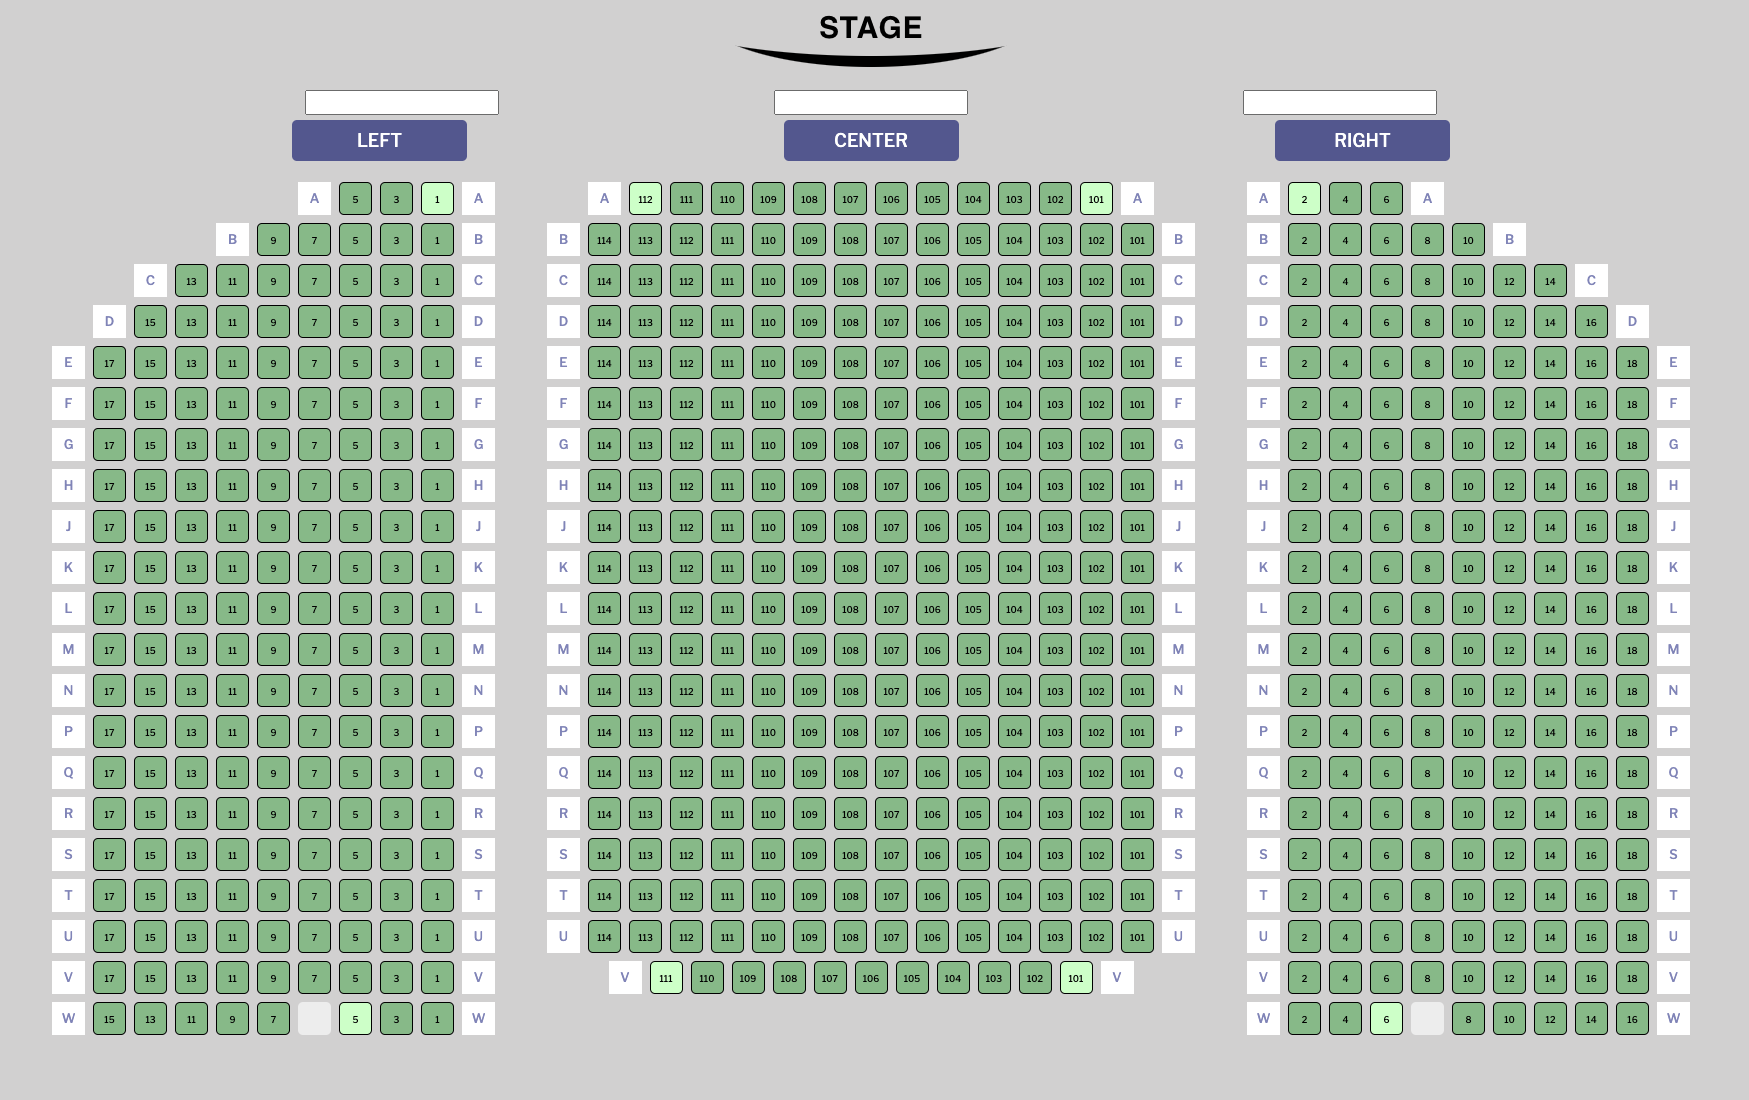 STAGE
LEFT CENTER RIGHT
A 5 3 1 A A 112 111 110 109 108 107 106 105 104 103 102 101 A A 2 4 6 A
B 9 7 5 3 1 B B 114 113 112 111 110 109 108 107 106 105 104 103 102 101 B B 2 4 6 8 10 B
C 13 11 9 7 5 3 1 C C 114 113 112 111 110 109 108 107 106 105 104 103 102 101 C C 2 4 6 8 10 12 14 C
D 15 13 11 9 7 5 3 1 D D 114 113 112 111 110 109 108 107 106 105 104 103 102 101 D D 2 4 6 8 10 12 14 16 D
E 17 15 13 11 9 7 5 3 1 E E 114 113 112 111 110 109 108 107 106 105 104 103 102 101 E E 2 4 6 8 10 12 14 16 18 E
F 17 15 13 11 9 7 5 3 1 F F 114 113 112 111 110 109 108 107 106 105 104 103 102 101 F F 2 4 6 8 10 12 14 16 18 F
G 17 15 13 11 9 7 5 3 1 G G 114 113 112 111 110 109 108 107 106 105 104 103 102 101 G G 2 4 6 8 10 12 14 16 18 G
H 17 15 13 11 9 7 5 3 1 H H 114 113 112 111 110 109 108 107 106 105 104 103 102 101 H H 2 4 6 8 10 12 14 16 18 H
J 17 15 13 11 9 7 5 3 1 J J 114 113 112 111 110 109 108 107 106 105 104 103 102 101 J J 2 4 6 8 10 12 14 16 18 J
K 17 15 13 11 9 7 5 3 1 K K 114 113 112 111 110 109 108 107 106 105 104 103 102 101 K K 2 4 6 8 10 12 14 16 18 K
L 17 15 13 11 9 7 5 3 1 L L 114 113 112 111 110 109 108 107 106 105 104 103 102 101 L L 2 4 6 8 10 12 14 16 18 L
M 17 15 13 11 9 7 5 3 1 M M 114 113 112 111 110 109 108 107 106 105 104 103 102 101 M M 2 4 6 8 10 12 14 16 18 M
N 17 15 13 11 9 7 5 3 1 N N 114 113 112 111 110 109 108 107 106 105 104 103 102 101 N N 2 4 6 8 10 12 14 16 18 N
P 17 15 13 11 9 7 5 3 1 P P 114 113 112 111 110 109 108 107 106 105 104 103 102 101 P P 2 4 6 8 10 12 14 16 18 P
Q 17 15 13 11 9 7 5 3 1 Q Q 114 113 112 111 110 109 108 107 106 105 104 103 102 101 Q Q 2 4 6 8 10 12 14 16 18 Q
R 17 15 13 11 9 7 5 3 1 R R 114 113 112 111 110 109 108 107 106 105 104 103 102 101 R R 2 4 6 8 10 12 14 16 18 R
S 17 15 13 11 9 7 5 3 1 S S 114 113 112 111 110 109 108 107 106 105 104 103 102 101 S S 2 4 6 8 10 12 14 16 18 S
T 17 15 13 11 9 7 5 3 1 T T 114 113 112 111 110 109 108 107 106 105 104 103 102 101 T T 2 4 6 8 10 12 14 16 18 T
U 17 15 13 11 9 7 5 3 1 U U 114 113 112 111 110 109 108 107 106 105 104 103 102 101 U U 2 4 6 8 10 12 14 16 18 U
V 17 15 13 11 9 7 5 3 1 V V 111 110 109 108 107 106 105 104 103 102 101 V V 2 4 6 8 10 12 14 16 18 V
W 15 13 11 9 7 5 3 1 W W 2 4 6 8 10 12 14 16 W